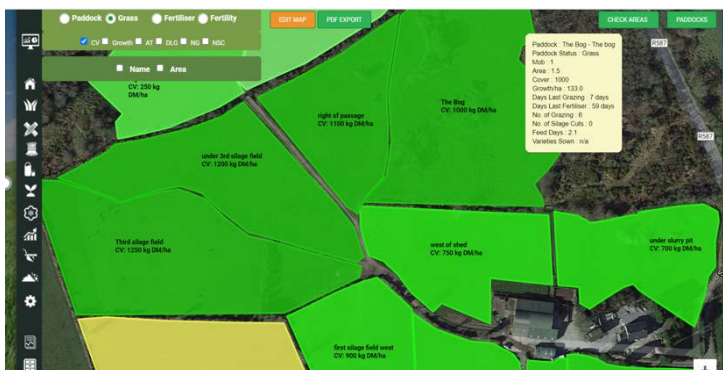 Paddock Grass Fertiliser Fertility
EDIT MAP
PDF EXPORT
CHECK AREAS
PADDOCKS
CV Growth AT DLG NG NSC
Name Area
CV: 250 kg
DM/ha
right of passage
CV: 1100 kg DM/ha
The Bog
CV: 1000 kg DM/ha
Paddock : The Bog - The bog
Paddock Status : Grass
Mob : 1
Area : 1.5
Cover : 1000
Growth/ha : 133.0
Days Last Grazing : 7 days
Days Last Fertiliser : 59 days
No. of Grazing : 6
No. of Silage Cuts : 0
Feed Days : 2.1
Varieties Sown : n/a
R587
R587
under 3rd silage field
CV: 1200 kg DM/ha
Third silage field
CV: 1250 kg DM/ha
west of shed
CV: 750 kg DM/ha
under slurry pit
CV: 700 kg DM/ha
first silage field west
CV: 900 kg DM/ha
+